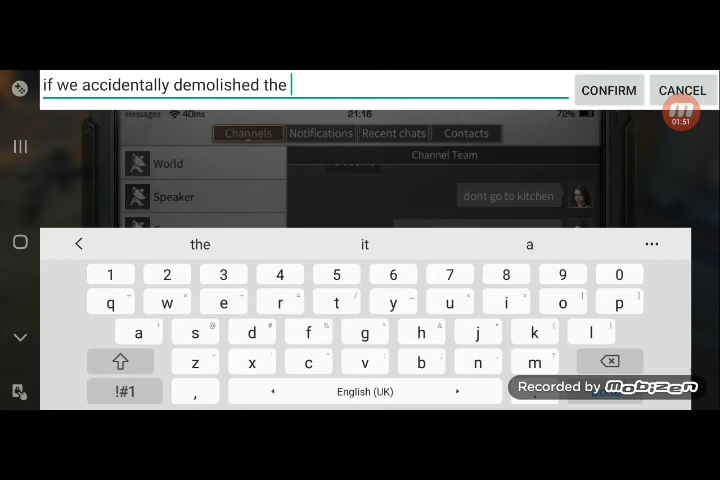 if we accidentally demolished the
CONFIRM
CANCEL
Messages 40ms 21:16 72%
01:51
Channels Notifications Recent chats Contacts
World
Channel Team
Speaker
dont go to kitchen
the it a
1 2 3 4 5 6 7 8 9 0
q w e r t y u i o p
a s d f g h j k l
z x c v b n m
!#1 , English (UK) .
Recorded by Mobizen